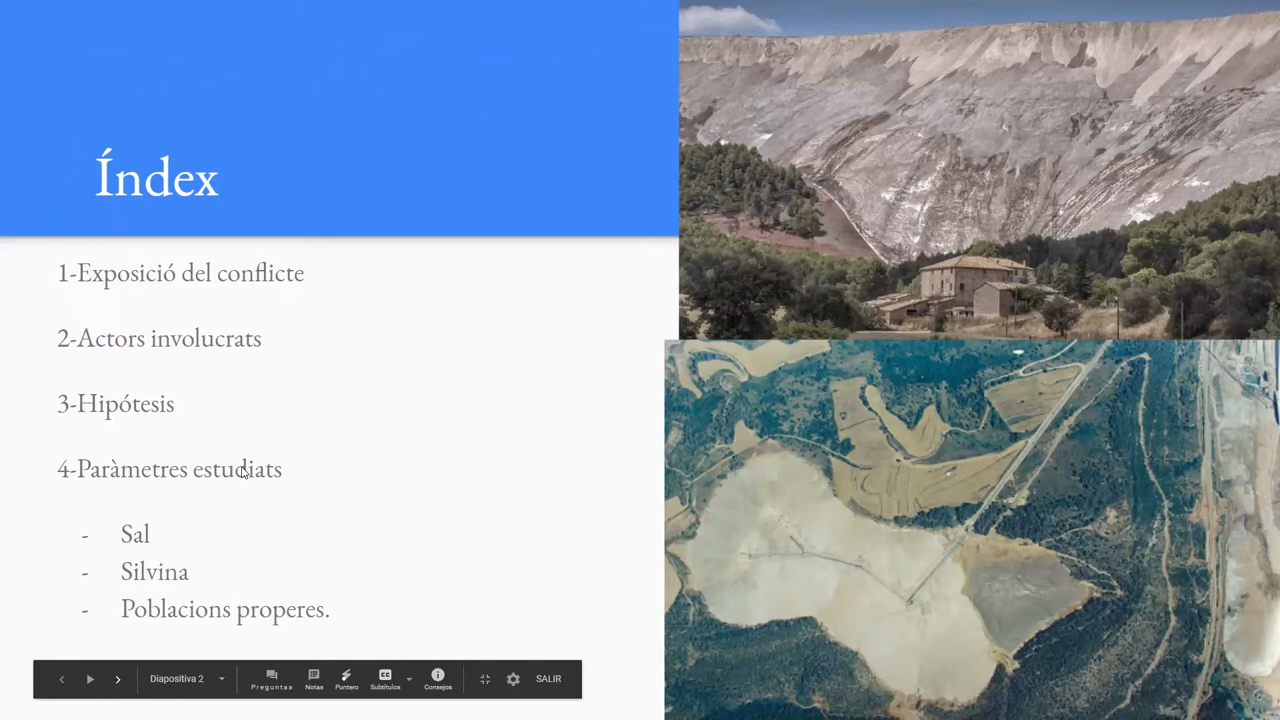 Índex
1-Exposició del conflicte
2-Actors involucrats
3-Hipótesis
4-Paràmetres estudiats
- Sal
- Silvina
- Poblacions properes.
Diapositiva 2
Preguntas
Notas
Puntero
CC
Subtítulos
Consejos
SALIR